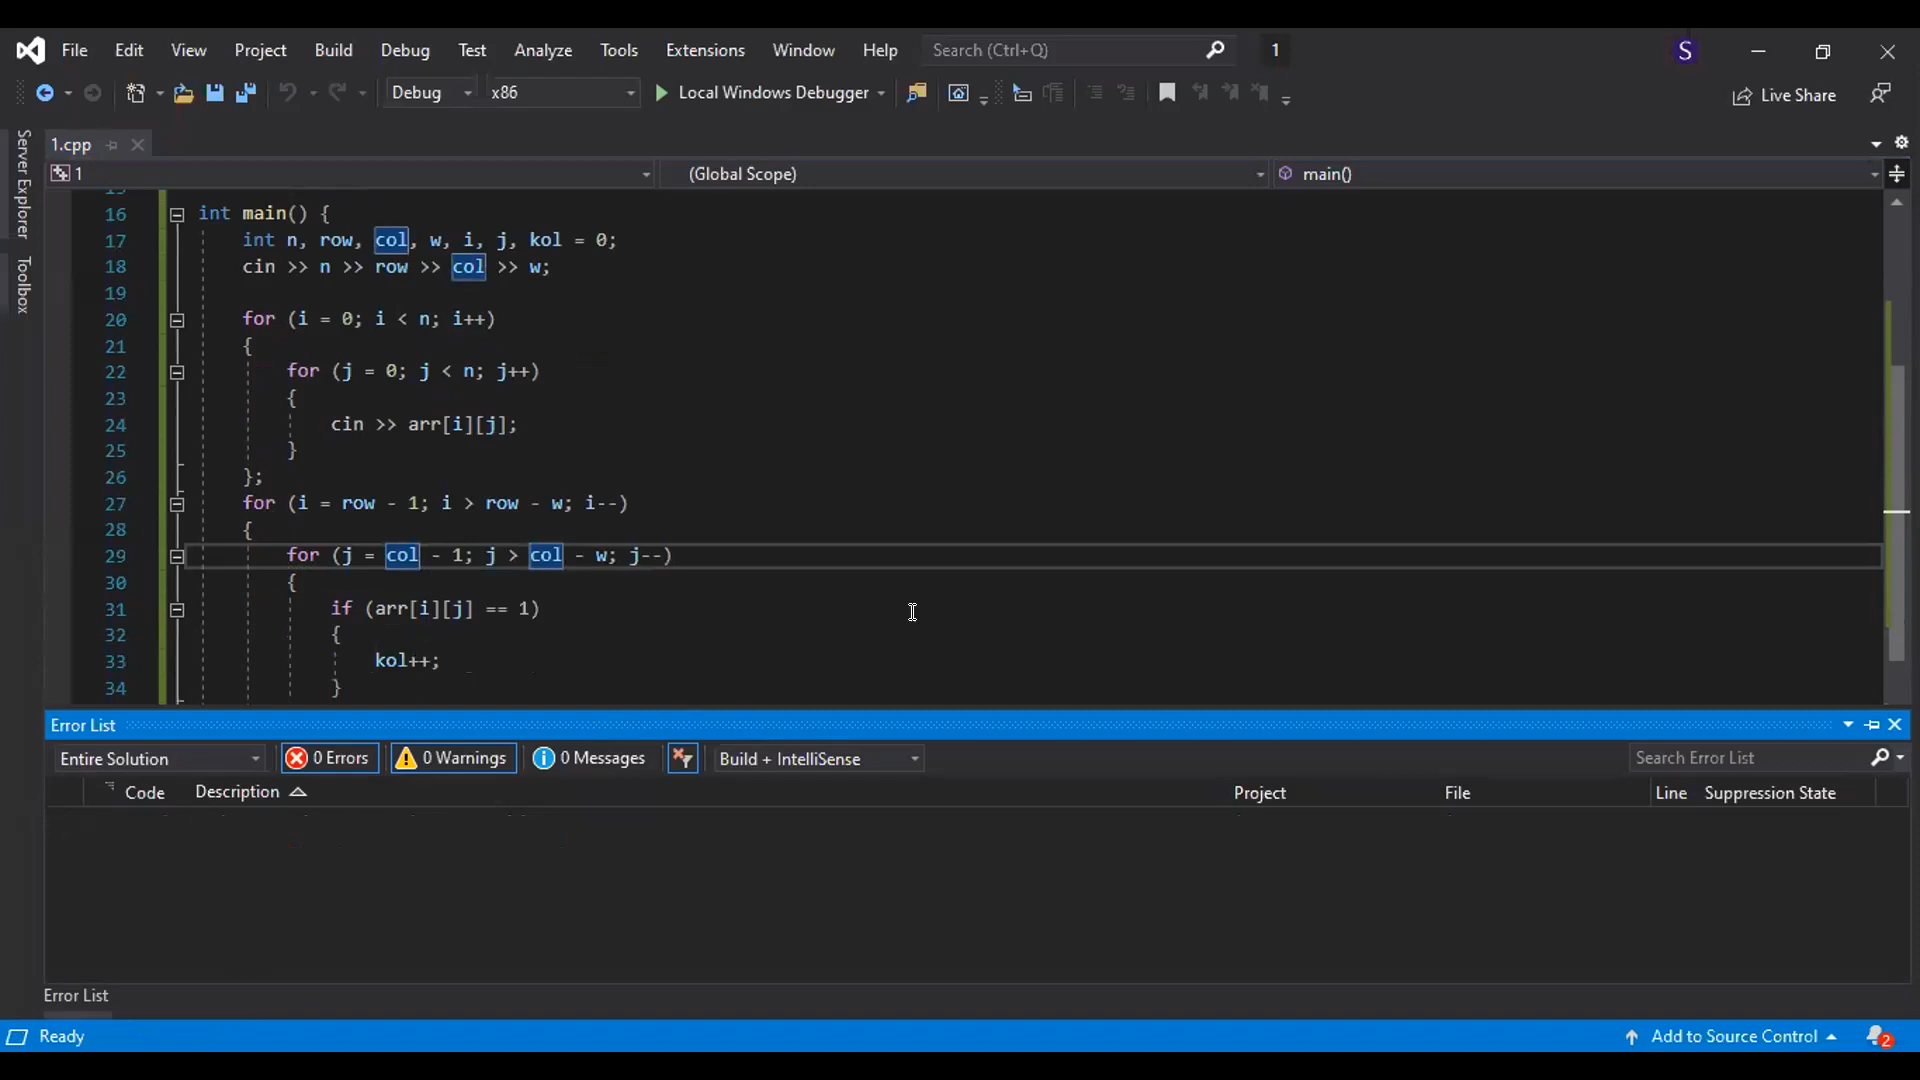 File Edit View Project Build Debug Test Analyze Tools Extensions Window Help Search (Ctrl+Q) 1 S
Debug x86 Local Windows Debugger Live Share
Server Explorer
Toolbox
1.cpp
1 (Global Scope) main()
16 int main() {
17 int n, row, col, w, i, j, kol = 0;
18 cin >> n >> row >> col >> w;
19
20 for (i = 0; i < n; i++)
21 {
22 for (j = 0; j < n; j++)
23 {
24 cin >> arr[i][j];
25 }
26 };
27 for (i = row - 1; i > row - w; i--)
28 {
29 for (j = col - 1; j > col - w; j--)
30 {
31 if (arr[i][j] == 1)
32 {
33 kol++;
34 }
Error List
Entire Solution 0 Errors 0 Warnings 0 Messages Build + IntelliSense Search Error List
Code Description Project File Line Suppression State
Error List
Ready Add to Source Control 2